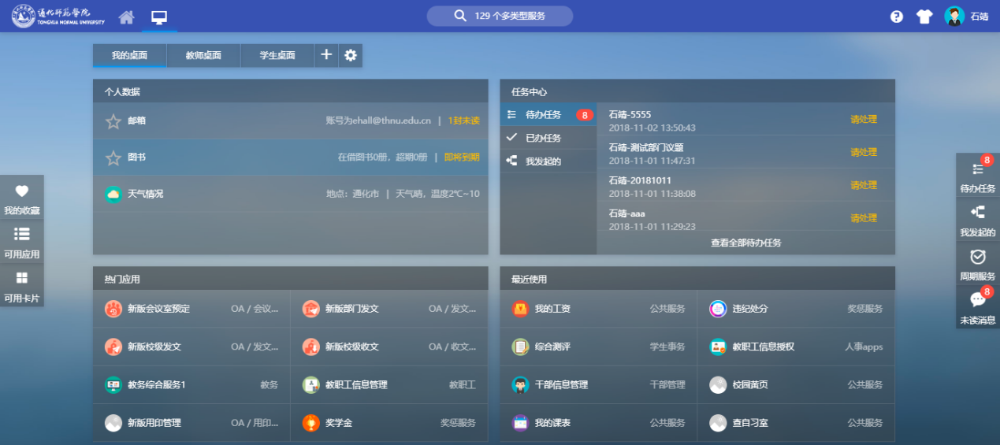 通化师范学院
TONGHUA NORMAL UNIVERSITY
129 个多类型服务
石靖
我的桌面
教师桌面
学生桌面
个人数据
邮箱
账号为ehall@thnu.edu.cn | 1封未读
图书
在借图书0册，超期0册 | 即将到期
天气情况
地点：通化市 | 天气晴，温度2℃~10
任务中心
待办任务 8
已办任务
我发起的
石靖-5555
2018-11-02 13:50:43
请处理
石靖-测试部门议题
2018-11-01 11:47:31
请处理
石靖-20181011
2018-11-01 11:38:08
请处理
石靖-aaa
2018-11-01 11:29:23
请处理
查看全部待办任务
我的收藏
可用应用
可用卡片
8
待办任务
我发起的
周期服务
8
未读消息
热门应用
新版会议室预定 OA / 会议...
新版部门发文 OA / 发文...
新版校级发文 OA / 发文...
新版校级收文 OA / 收文...
教务综合服务1 教务
教职工信息管理 教职工
新版用印管理 OA / 用印...
奖学金 奖惩服务
最近使用
我的工资 公共服务
违纪处分 奖惩服务
综合测评 学生事务
教职工信息授权 人事apps
干部信息管理 干部管理
校园黄页 公共服务
我的课表 公共服务
查自习室 公共服务